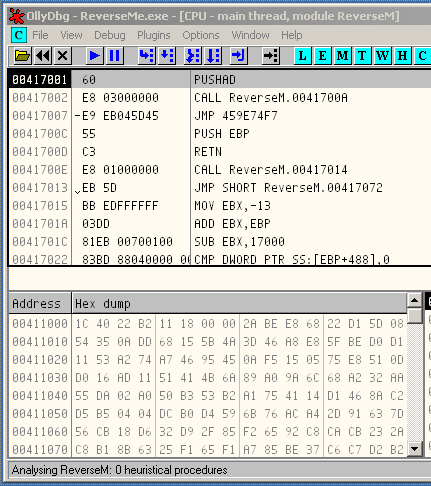 OllyDbg - ReverseMe.exe - [CPU - main thread, module ReverseM]
C File View Debug Plugins Options Window Help
L E M T W H C
00417001 60 PUSHAD
00417002 E8 03000000 CALL ReverseM.0041700A
00417007 -E9 EB045D45 JMP 459E74F7
0041700C 55 PUSH EBP
0041700D C3 RETN
0041700E E8 01000000 CALL ReverseM.00417014
00417013 EB 5D JMP SHORT ReverseM.00417072
00417015 BB EDFFFFFF MOV EBX,-13
0041701A 03DD ADD EBX,EBP
0041701C 81EB 00700100 SUB EBX,17000
00417022 83BD 88040000 00 CMP DWORD PTR SS:[EBP+488],0
Address Hex dump
00411000 1C 40 22 B2 11 18 00 00 2A BE E8 68 22 D1 5D 08
00411010 54 35 0A DD 68 15 5B 4A 3D 46 A8 E8 5F BE D0 D1
00411020 11 53 A2 74 A7 46 95 45 0A F5 15 05 75 E8 51 0D
00411030 D0 16 AD 11 51 41 4B 6A 89 A0 9A 6C 68 A2 32 AA
00411040 55 DA 02 A0 50 B3 53 B2 A1 75 41 14 D1 46 8A C2
00411050 D5 B5 04 04 DC B0 D4 59 6B 76 AC A4 2D 91 63 7D
00411060 56 CB 18 D6 32 D9 2F 85 F2 65 92 C8 CA CB 23 2A
00411070 C8 B1 8B 63 25 F1 65 F1 A7 85 BE 37 C6 C7 D2 B2
Analysing ReverseM: 0 heuristical procedures